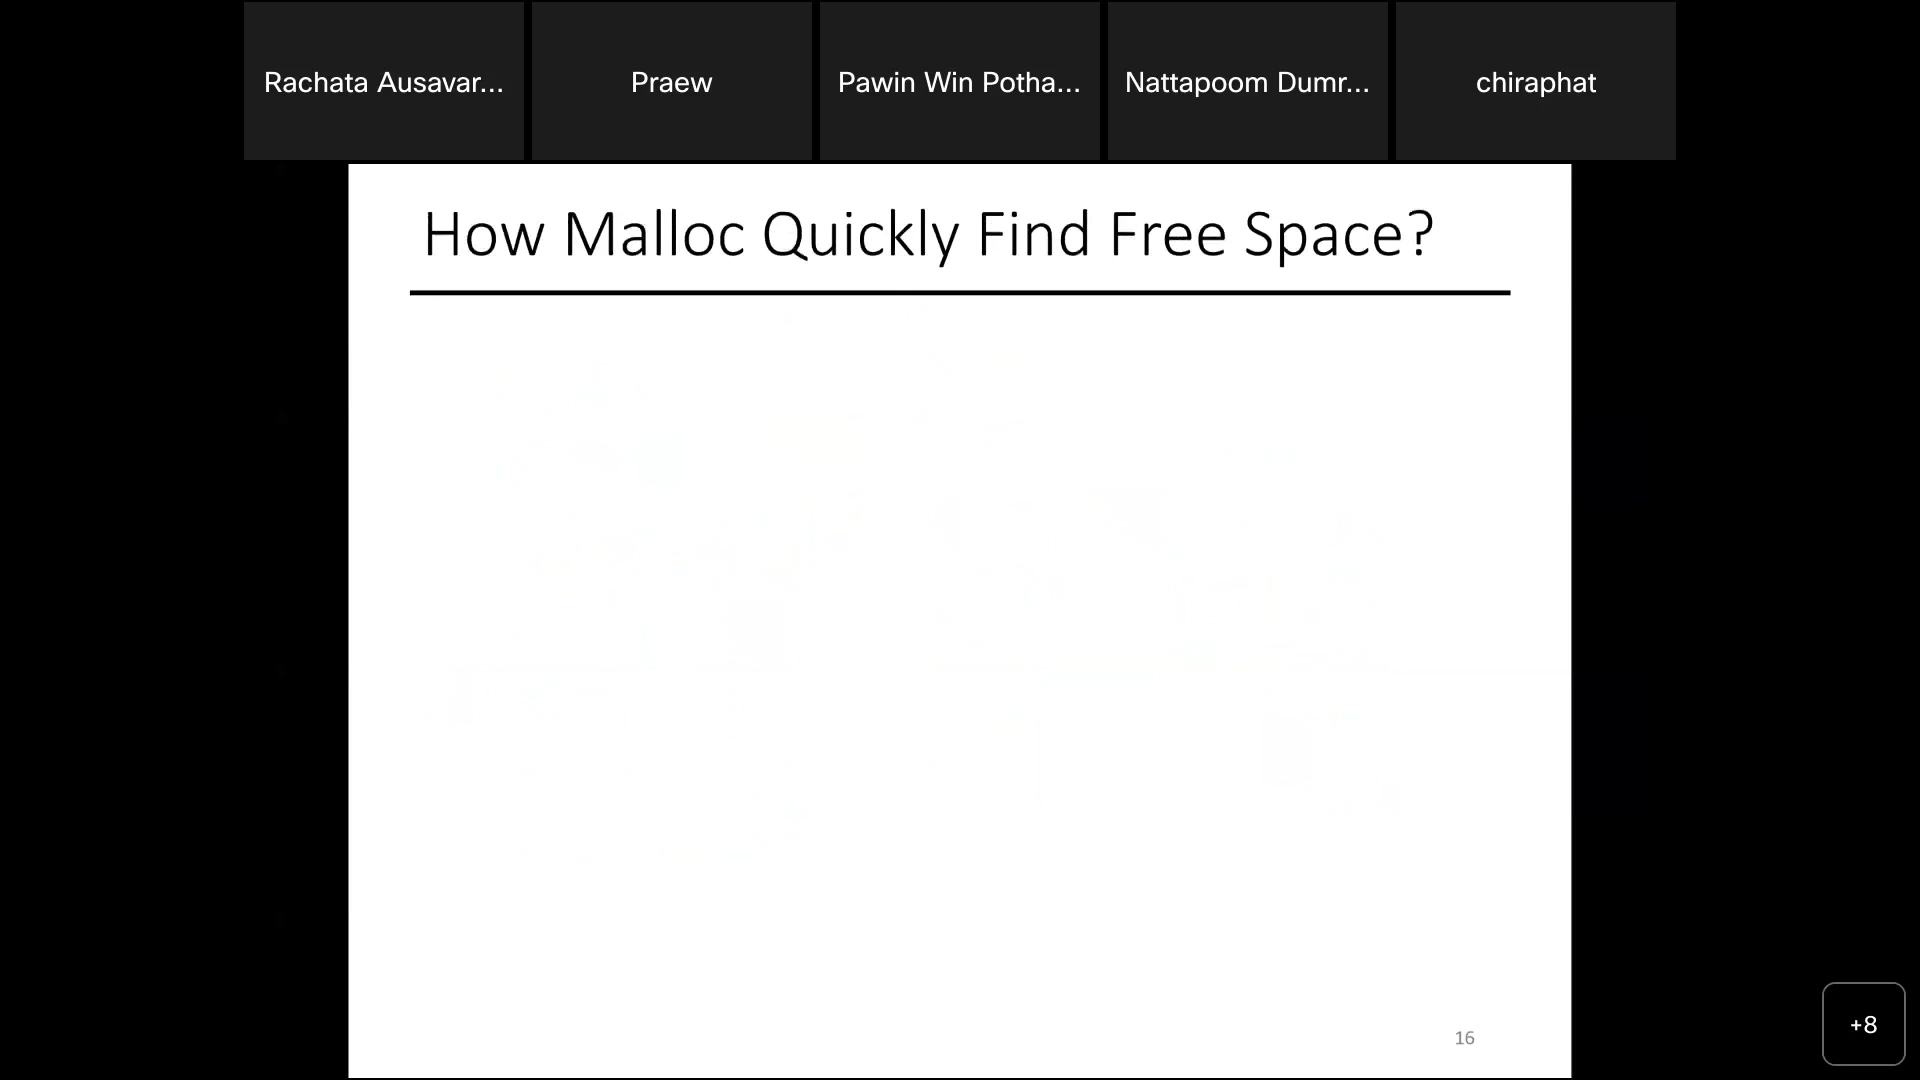 Rachata Ausavar...
Praew
Pawin Win Potha...
Nattapoom Dumr...
chiraphat
How Malloc Quickly Find Free Space?
16
+8